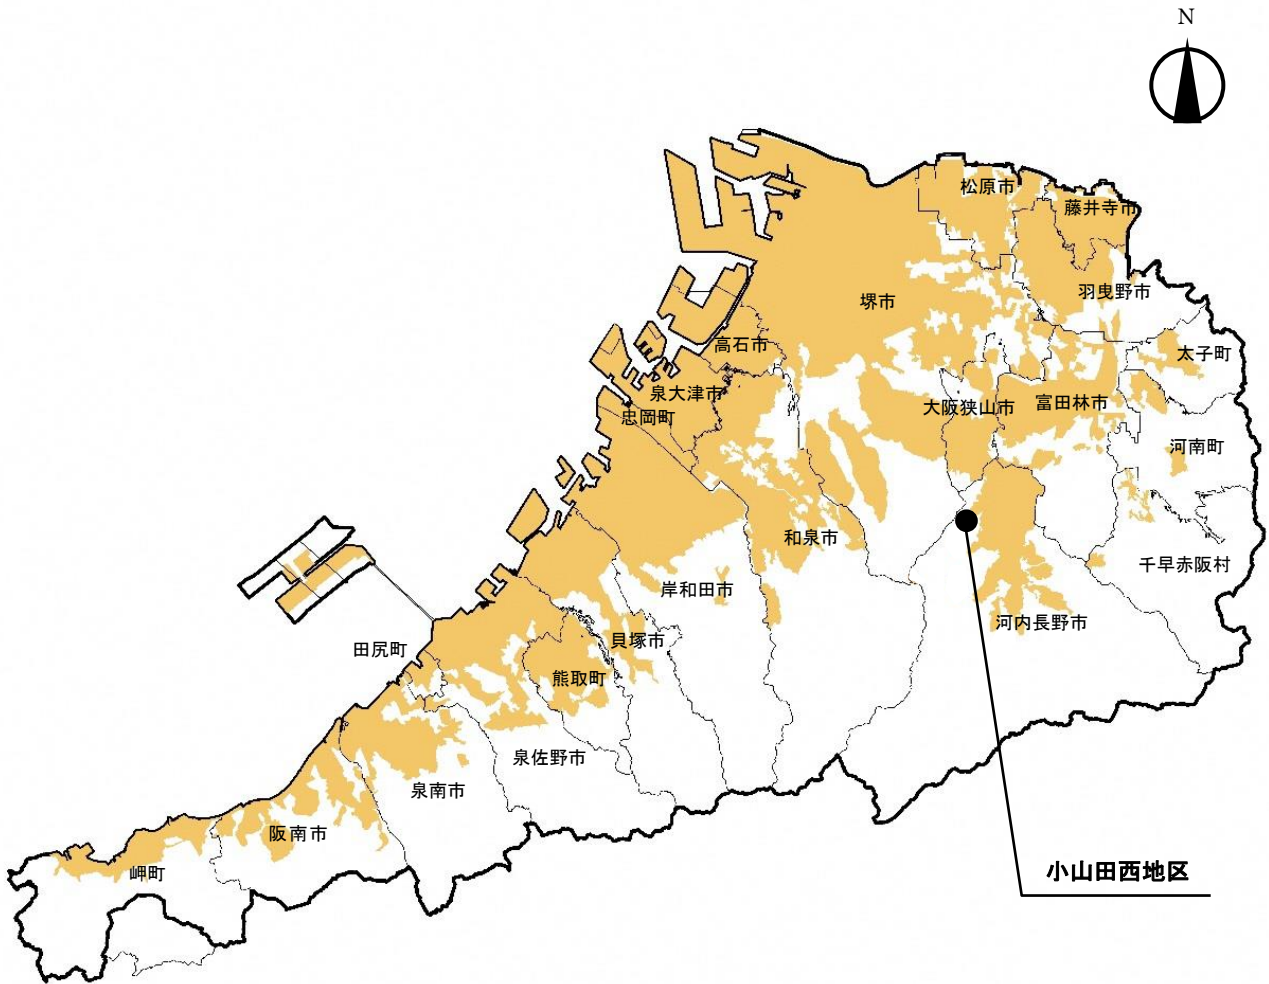 N
松原市
藤井寺市
羽曳野市
堺市
高石市
太子町
泉大津市
大阪狭山市
富田林市
忠岡町
河南町
和泉市
千早赤阪村
岸和田市
河内長野市
貝塚市
田尻町
熊取町
泉佐野市
泉南市
阪南市
岬町
小山田西地区